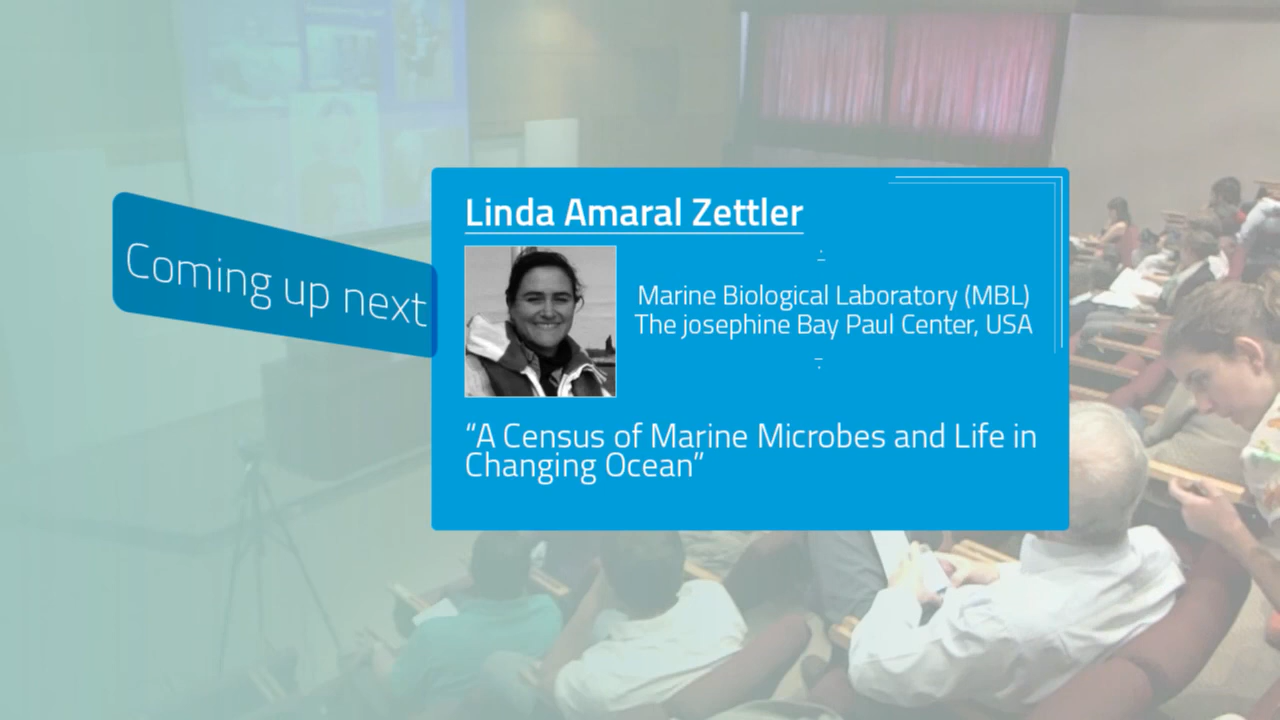 Coming up next
Linda Amaral Zettler
Marine Biological Laboratory (MBL)
The Josephine Bay Paul Center, USA
“A Census of Marine Microbes and Life in
Changing Ocean”